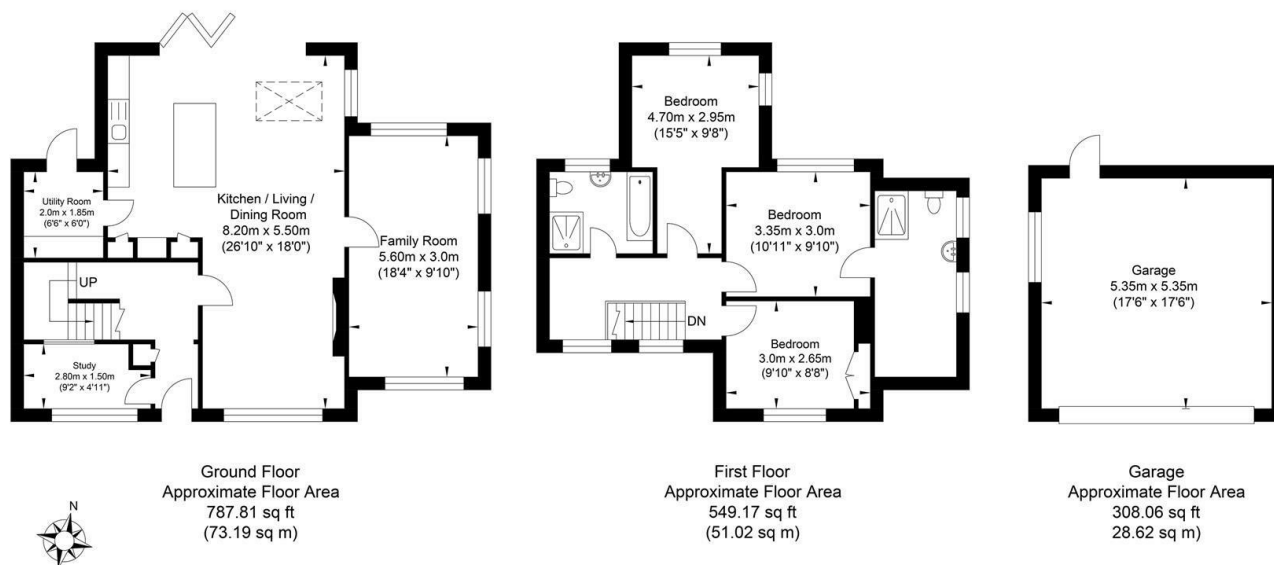 Utility Room
2.0m x 1.85m
(6'6" x 6'0")
Kitchen / Living /
Dining Room
8.20m x 5.50m
(26'10" x 18'0")
Family Room
5.60m x 3.0m
(18'4" x 9'10")
UP
Study
2.80m x 1.50m
(9'2" x 4'11")
Ground Floor
Approximate Floor Area
787.81 sq ft
(73.19 sq m)
N
Bedroom
4.70m x 2.95m
(15'5" x 9'8")
Bedroom
3.35m x 3.0m
(10'11" x 9'10")
DN
Bedroom
3.0m x 2.65m
(9'10" x 8'8")
First Floor
Approximate Floor Area
549.17 sq ft
(51.02 sq m)
Garage
5.35m x 5.35m
(17'6" x 17'6")
Garage
Approximate Floor Area
308.06 sq ft
28.62 sq m)